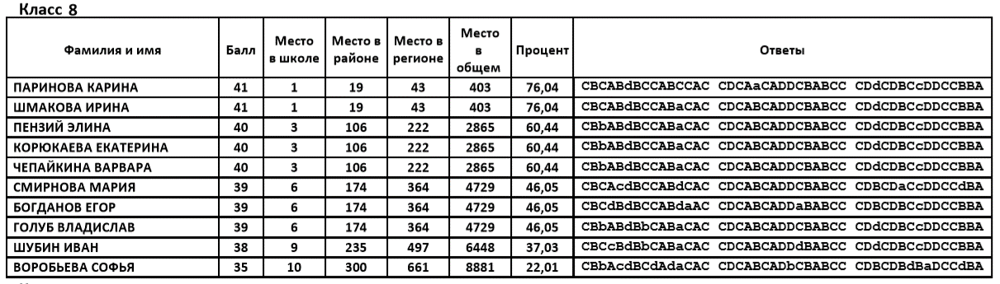 Класс 8
Фамилия и имя Балл Место в школе Место в районе Место в регионе Место в общем Процент Ответы
ПАРИНОВА КАРИНА 41 1 19 43 403 76,04 CBCABdBCCABCCAC CDCAaCADDCBABCC CDdCDBCcDDCCBBA
ШМАКОВА ИРИНА 41 1 19 43 403 76,04 CBCABdBCCABaCAC CDCABCADDCBABCC CDdCDBCcDDCCBBA
ПЕНЗИЙ ЭЛИНА 40 3 106 222 2865 60,44 CBbABdBCCABaCAC CDCABCADDCBABCC CDdCDBCcDDCCBBA
КОРЮКАЕВА ЕКАТЕРИНА 40 3 106 222 2865 60,44 CBbABdBCCABaCAC CDCABCADDCBABCC CDdCDBCcDDCCBBA
ЧЕПАЙКИНА ВАРВАРА 40 3 106 222 2865 60,44 CBbABdBCCABaCAC CDCABCADDCBABCC CDdCDBCcDDCCBBA
СМИРНОВА МАРИЯ 39 6 174 364 4729 46,05 CBCAcdBCCABdCAC CDCABCADDCBABCC CDBCDaCcDDCCdBA
БОГДАНОВ ЕГОР 39 6 174 364 4729 46,05 CBCdBdBCCABdaAC CDCABCADDaBABCC CDBCDBCcDDCCBBA
ГОЛУБ ВЛАДИСЛАВ 39 6 174 364 4729 46,05 CBbABdBbCABaCAC CDCABCADDCBABCC CDdCDBCcDDCCBBA
ШУБИН ИВАН 38 9 235 497 6448 37,03 CBCcBdBbCABaCAC CDCABCADDdBABCC CDdCDBCcDDCCBBA
ВОРОБЬЕВА СОФЬЯ 35 10 300 661 8881 22,01 CBbAcdBCdAdaCAC CDCABCADbCBABCC CDBCDBdBaDCCdBA